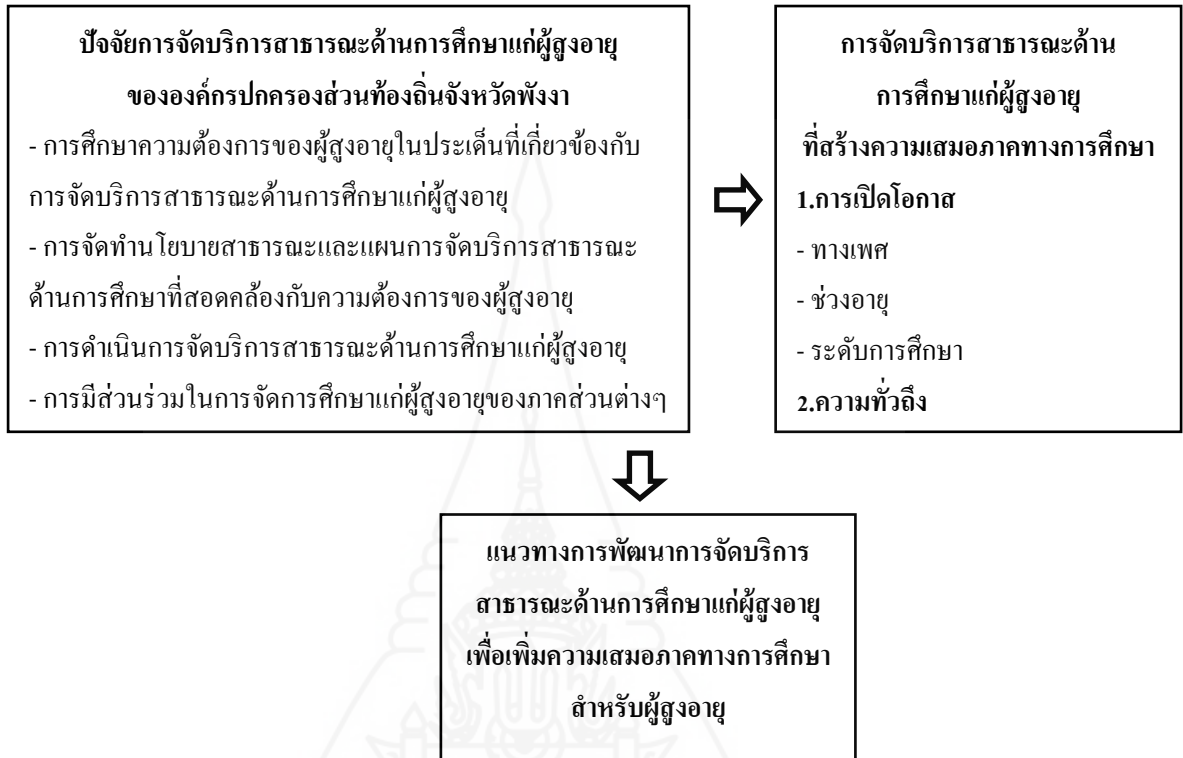 ปัจจัยการจัดบริการสาธารณะด้านการศึกษาแก่ผู้สูงอายุ
ขององค์กรปกครองส่วนท้องถิ่นจังหวัดพังงา
- การศึกษาความต้องการของผู้สูงอายุในประเด็นที่เกี่ยวข้องกับ
การจัดบริการสาธารณะด้านการศึกษาแก่ผู้สูงอายุ
- การจัดทำนโยบายสาธารณะและแผนการจัดบริการสาธารณะ
ด้านการศึกษาที่สอดคล้องกับความต้องการของผู้สูงอายุ
- การดำเนินการจัดบริการสาธารณะด้านการศึกษาแก่ผู้สูงอายุ
- การมีส่วนร่วมในการจัดการศึกษาแก่ผู้สูงอายุของภาคส่วนต่างๆ
การจัดบริการสาธารณะด้าน
การศึกษาแก่ผู้สูงอายุ
ที่สร้างความเสมอภาคทางการศึกษา
1.การเปิดโอกาส
- ทางเพศ
- ช่วงอายุ
- ระดับการศึกษา
2.ความทั่วถึง
แนวทางการพัฒนาการจัดบริการ
สาธารณะด้านการศึกษาแก่ผู้สูงอายุ
เพื่อเพิ่มความเสมอภาคทางการศึกษา
สำหรับผู้สูงอายุ